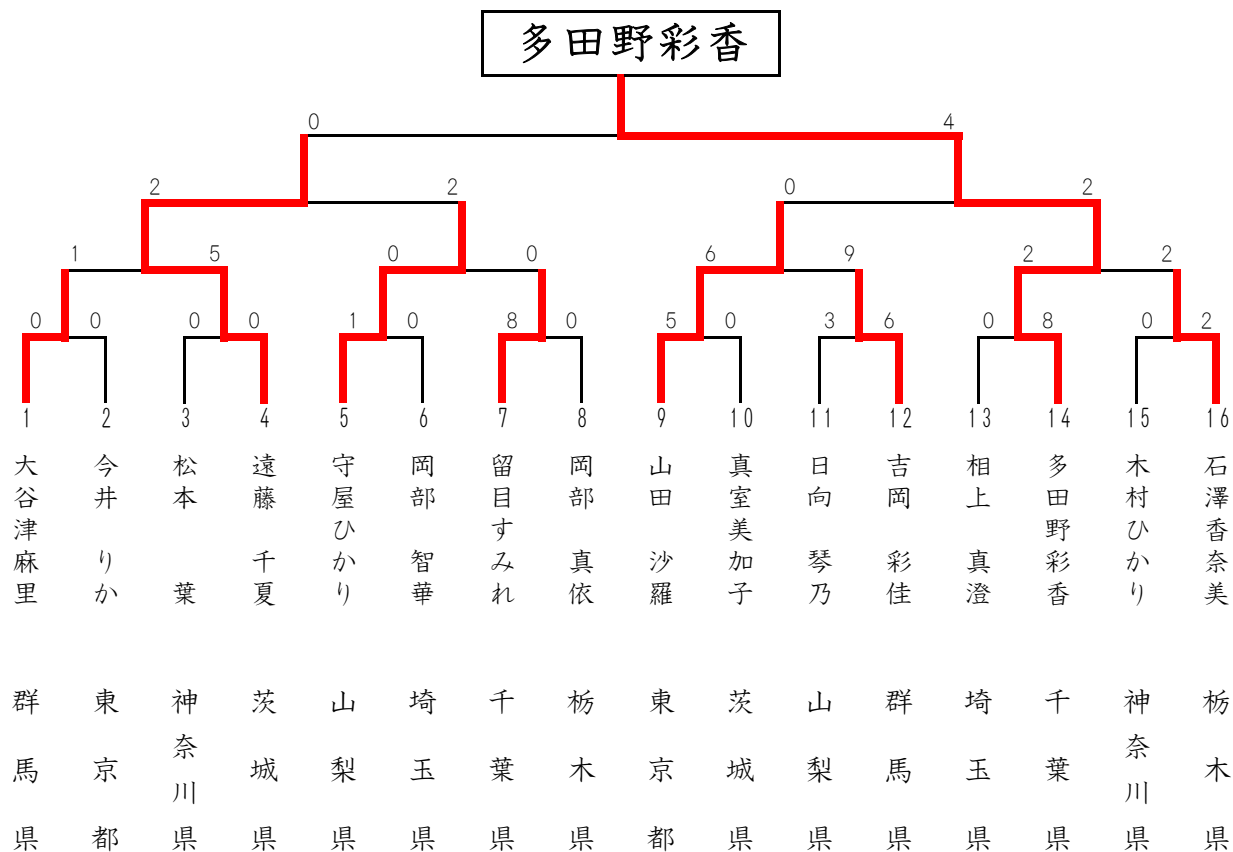 多田野彩香
0 4
2 2 0 2
1 5 0 0 6 9 2 2
0 0 0 0 1 0 8 0 5 0 3 6 0 8 0 2
1 2 3 4 5 6 7 8 9 10 11 12 13 14 15 16
大谷津麻里
今井りか
松本葉
遠藤千夏
守屋ひかり
岡部智華
留目すみれ
岡部真依
山田沙羅
真室美加子
日向琴乃
吉岡彩佳
相上真澄
多田野彩香
木村ひかり
石澤香奈美
群馬県
東京都
神奈川県
茨城県
山梨県
埼玉県
千葉県
栃木県
東京都
茨城県
山梨県
群馬県
埼玉県
千葉県
神奈川県
栃木県